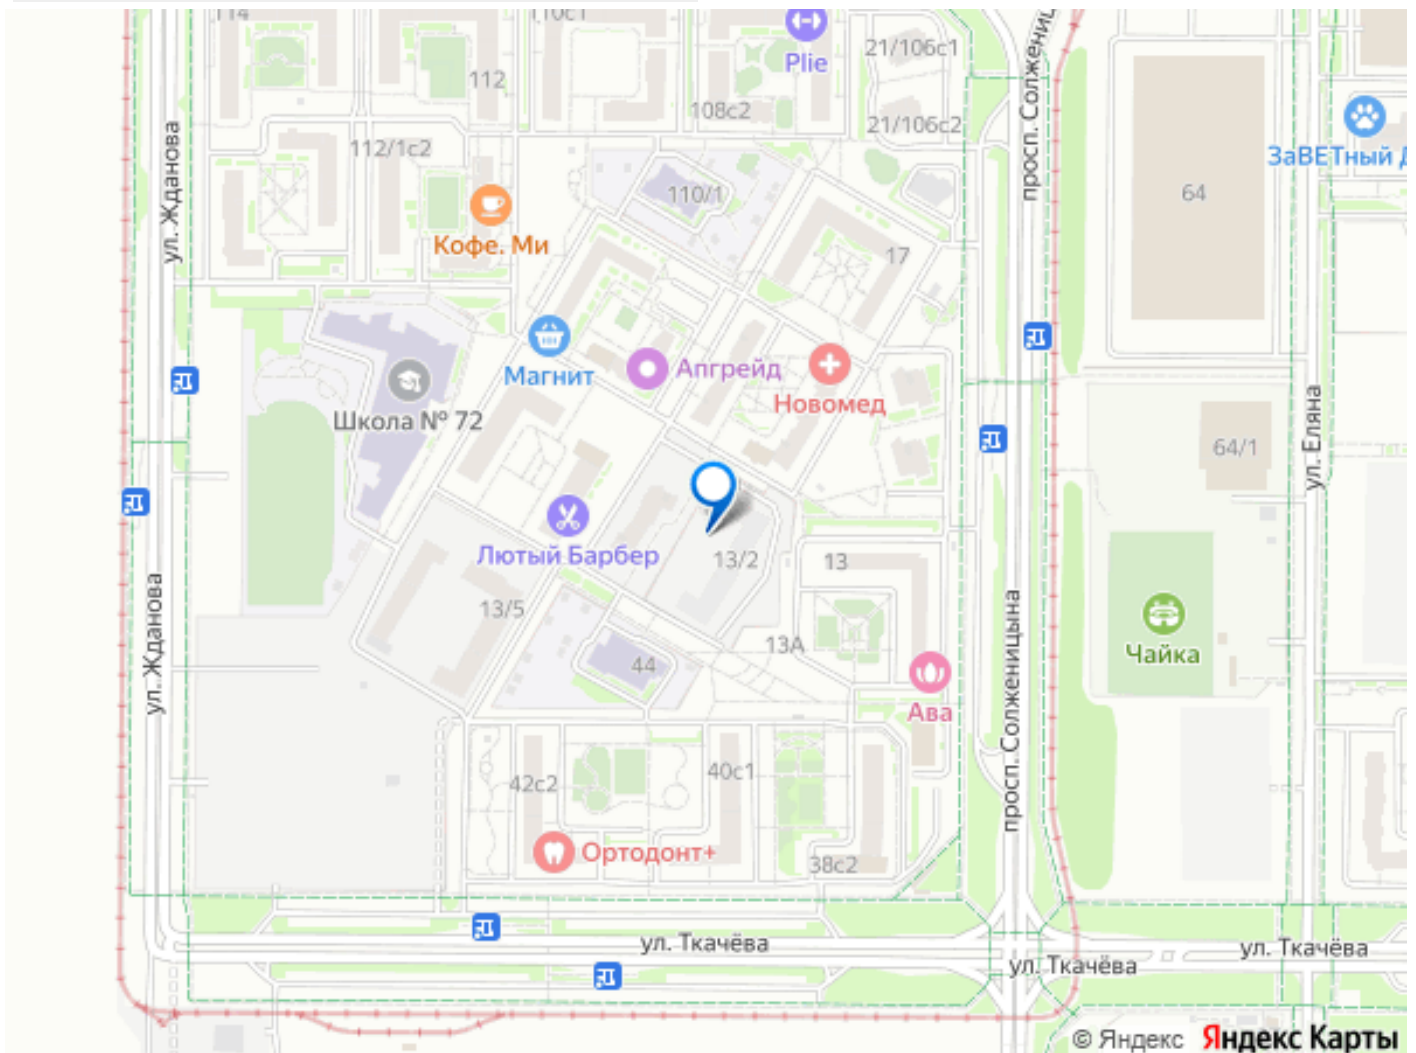 114
110с1
Plie
21/106с1
просп. Солжениц
112
108с2
21/106с2
ул. Жданова
112/1с2
ЗаВЕТный Д
110/1
64
Кофе. Ми
17
Магнит
Апгрейд
Новомед
Школа № 72
ул. Еляна
64/1
Лютый Барбер
13/2
13
13/5
ул. Жданова
13А
44
просп. Солженицына
Чайка
Ава
42с2
40с1
Ортодонт+
38с2
ул. Ткачёва
ул. Ткачёва
ул. Ткачёва
© Яндекс Яндекс Карты